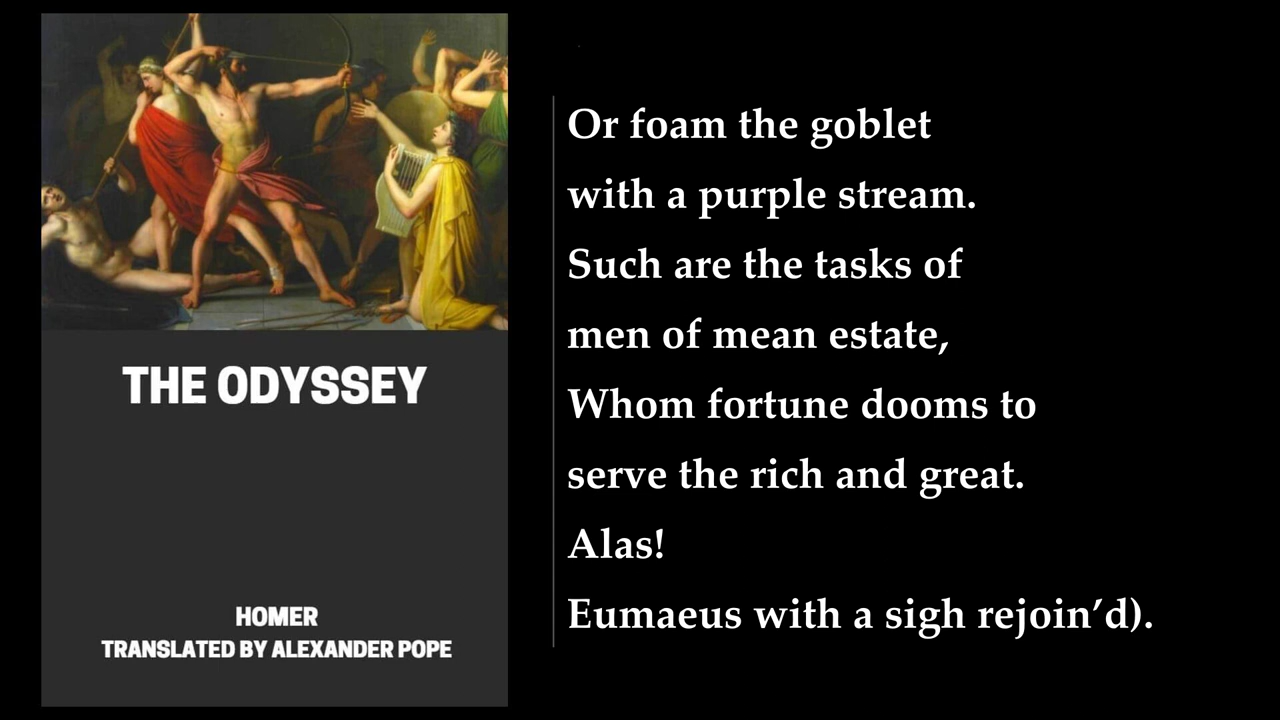 THE ODYSSEY
HOMER
TRANSLATED BY ALEXANDER POPE
Or foam the goblet
with a purple stream.
Such are the tasks of
men of mean estate,
Whom fortune dooms to
serve the rich and great.
Alas!
Eumaeus with a sigh rejoin’d).